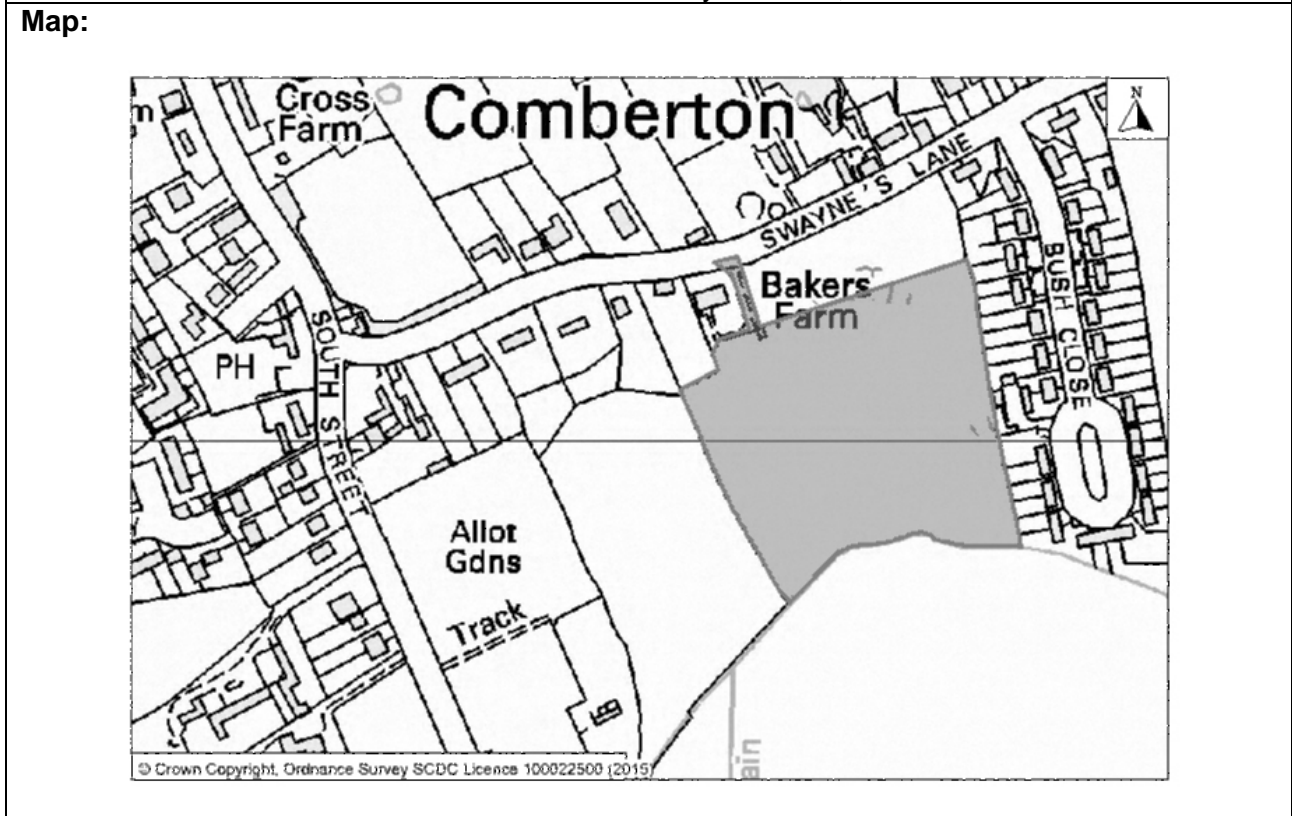 Map:
Cross
Farm
Comberton
N
SWAYNE'S LANE
Bakers
Farm
BUSH CLOSE
SOUTH STREET
PH
Allot
Gdns
Track
ain
© Crown Copyright, Ordnance Survey SCDC Licence 100022500 (2015)